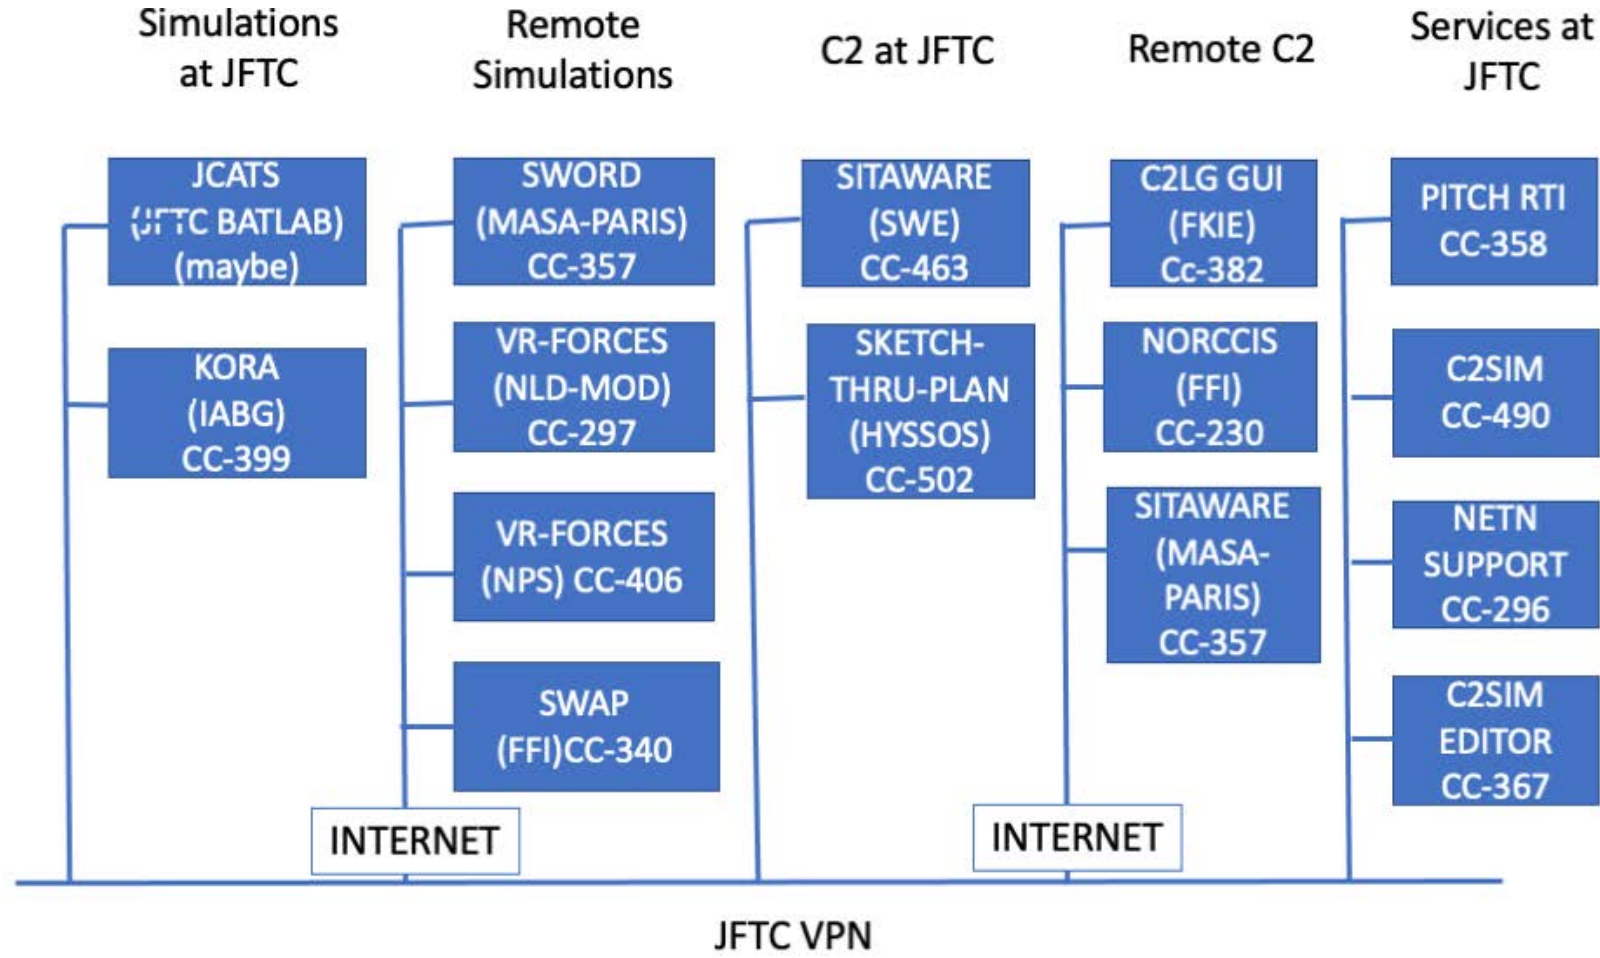 Simulations
at JFTC
Remote
Simulations
C2 at JFTC
Remote C2
Services at
JFTC
JCATS
(JFTC BATLAB)
(maybe)
KORA
(IABG)
CC-399
SWORD
(MASA-PARIS)
CC-357
VR-FORCES
(NLD-MOD)
CC-297
VR-FORCES
(NPS) CC-406
SWAP
(FFI)CC-340
SITAWARE
(SWE)
CC-463
SKETCH-
THRU-PLAN
(HYSSOS)
CC-502
C2LG GUI
(FKIE)
Cc-382
NORCCIS
(FFI)
CC-230
SITAWARE
(MASA-
PARIS)
CC-357
PITCH RTI
CC-358
C2SIM
CC-490
NETN
SUPPORT
CC-296
C2SIM
EDITOR
CC-367
INTERNET
INTERNET
JFTC VPN